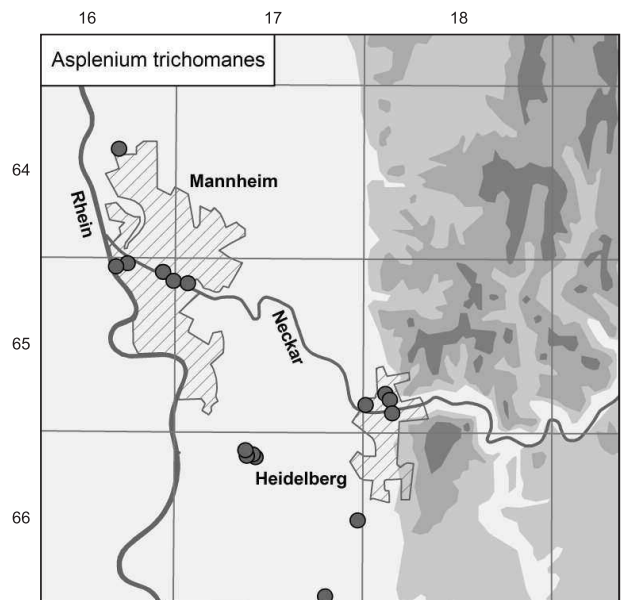 16 17 18
Asplenium trichomanes
64
Mannheim
Rhein
Neckar
65
Heidelberg
66